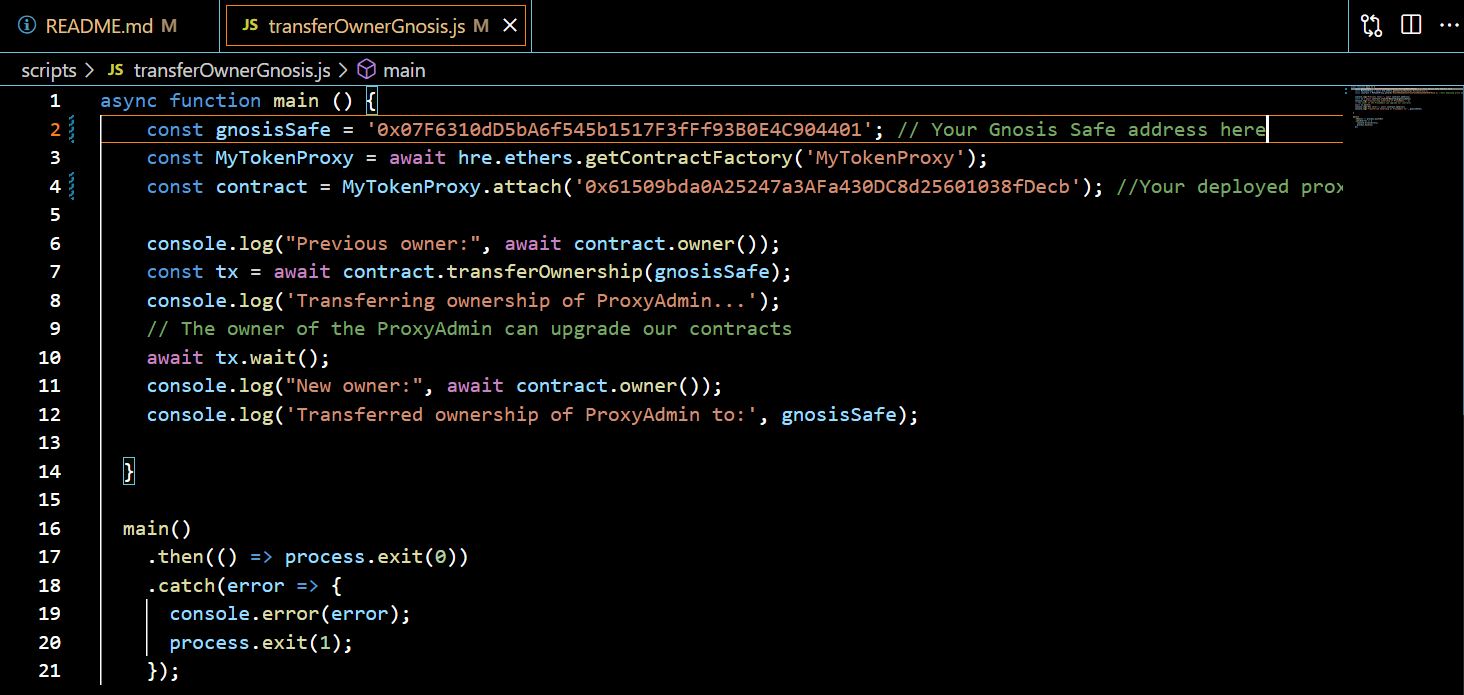 README.md M
JS transferOwnerGnosis.js M
scripts > JS transferOwnerGnosis.js > main
1 async function main () {
2 const gnosisSafe = '0x07F6310dD5bA6f545b1517F3fFf93B0E4C904401'; // Your Gnosis Safe address here
3 const MyTokenProxy = await hre.ethers.getContractFactory('MyTokenProxy');
4 const contract = MyTokenProxy.attach('0x61509bda0A25247a3AFa430DC8d25601038fDecb'); //Your deployed prox
5
6 console.log("Previous owner:", await contract.owner());
7 const tx = await contract.transferOwnership(gnosisSafe);
8 console.log('Transferring ownership of ProxyAdmin...');
9 // The owner of the ProxyAdmin can upgrade our contracts
10 await tx.wait();
11 console.log("New owner:", await contract.owner());
12 console.log('Transferred ownership of ProxyAdmin to:', gnosisSafe);
13
14 }
15
16 main()
17 .then(() => process.exit(0))
18 .catch(error => {
19 console.error(error);
20 process.exit(1);
21 });